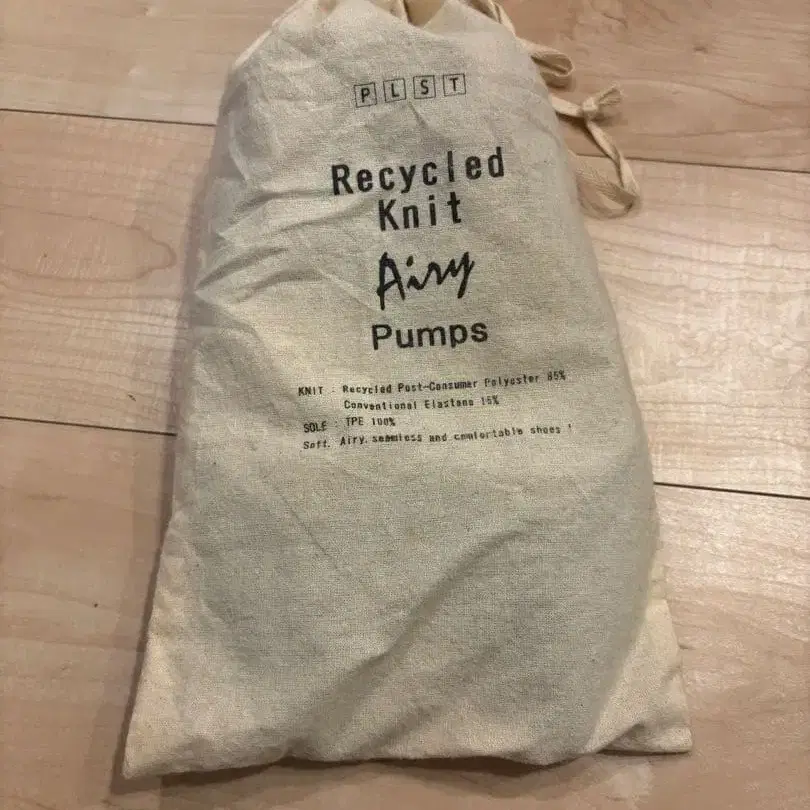 PLST
Recycled
Knit
Airy
Pumps
KNIT : Recycled Post-Consumer Polyester 85%
Conventional Elastane 15%
SOLE : TPE 100%
Soft, Airy, seamless and comfortable shoes !